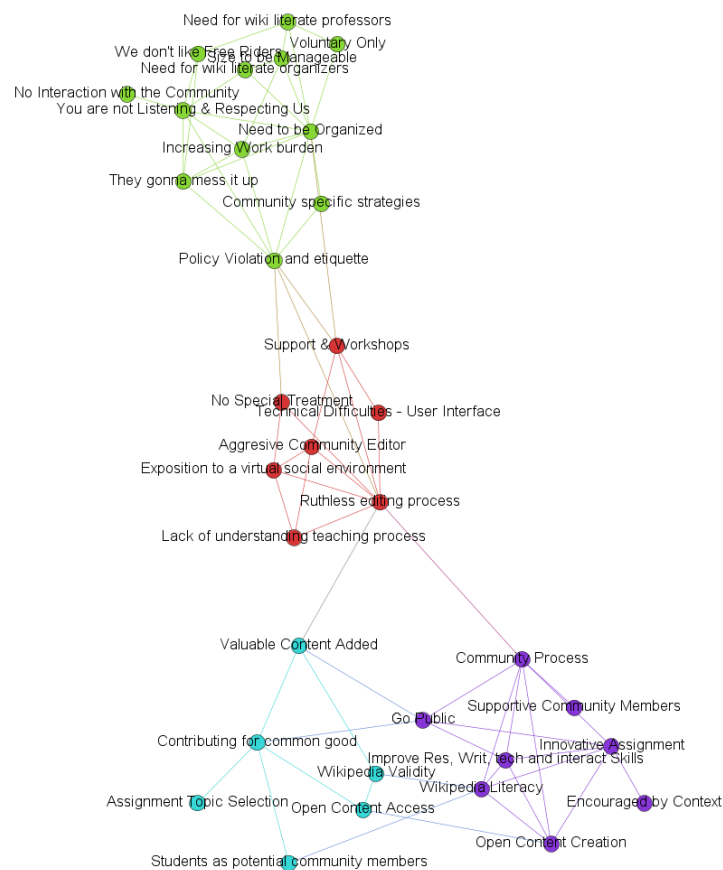 Need for wiki literate professors
Voluntary Only
We don't like Free Riders
Size to be Manageable
Need for wiki literate organizers
No Interaction with the Community
You are not Listening & Respecting Us
Need to be Organized
Increasing Work burden
They gonna mess it up
Community specific strategies
Policy Violation and etiquette
Support & Workshops
No Special Treatment
Technical Difficulties - User Interface
Aggresive Community Editor
Exposition to a virtual social environment
Ruthless editing process
Lack of understanding teaching process
Valuable Content Added
Community Process
Supportive Community Members
Go Public
Contributing for common good
Innovative Assignment
Improve Res, Writ, tech and interact Skills
Wikipedia Validity
Wikipedia Literacy
Assignment Topic Selection
Open Content Access
Encouraged by Context
Open Content Creation
Students as potential community members